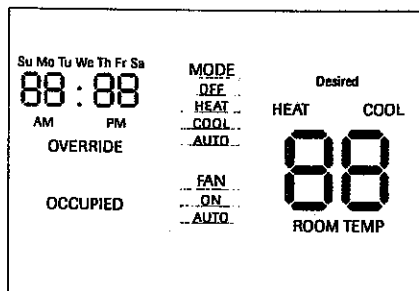 Su Mo Tu We Th Fr Sa
88:88
AM PM
OVERRIDE
OCCUPIED
MODE
OFF
HEAT
COOL
AUTO
FAN
ON
AUTO
Desired
HEAT COOL
88
ROOM TEMP